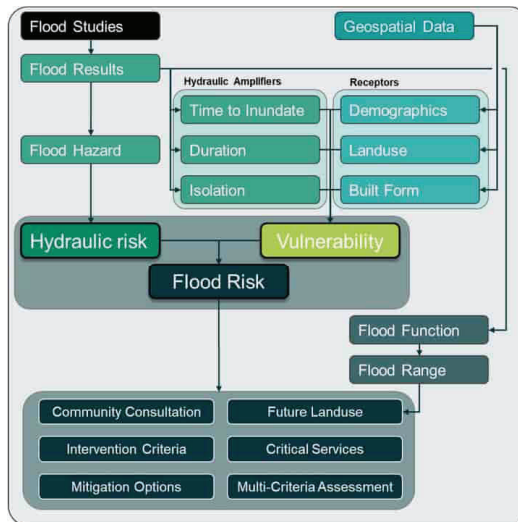 Flood Studies
Geospatial Data
Flood Results
Hydraulic Amplifiers
Receptors
Time to Inundate
Demographics
Flood Hazard
Duration
Landuse
Isolation
Built Form
Hydraulic risk
Vulnerability
Flood Risk
Flood Function
Flood Range
Community Consultation
Future Landuse
Intervention Criteria
Critical Services
Mitigation Options
Multi-Criteria Assessment